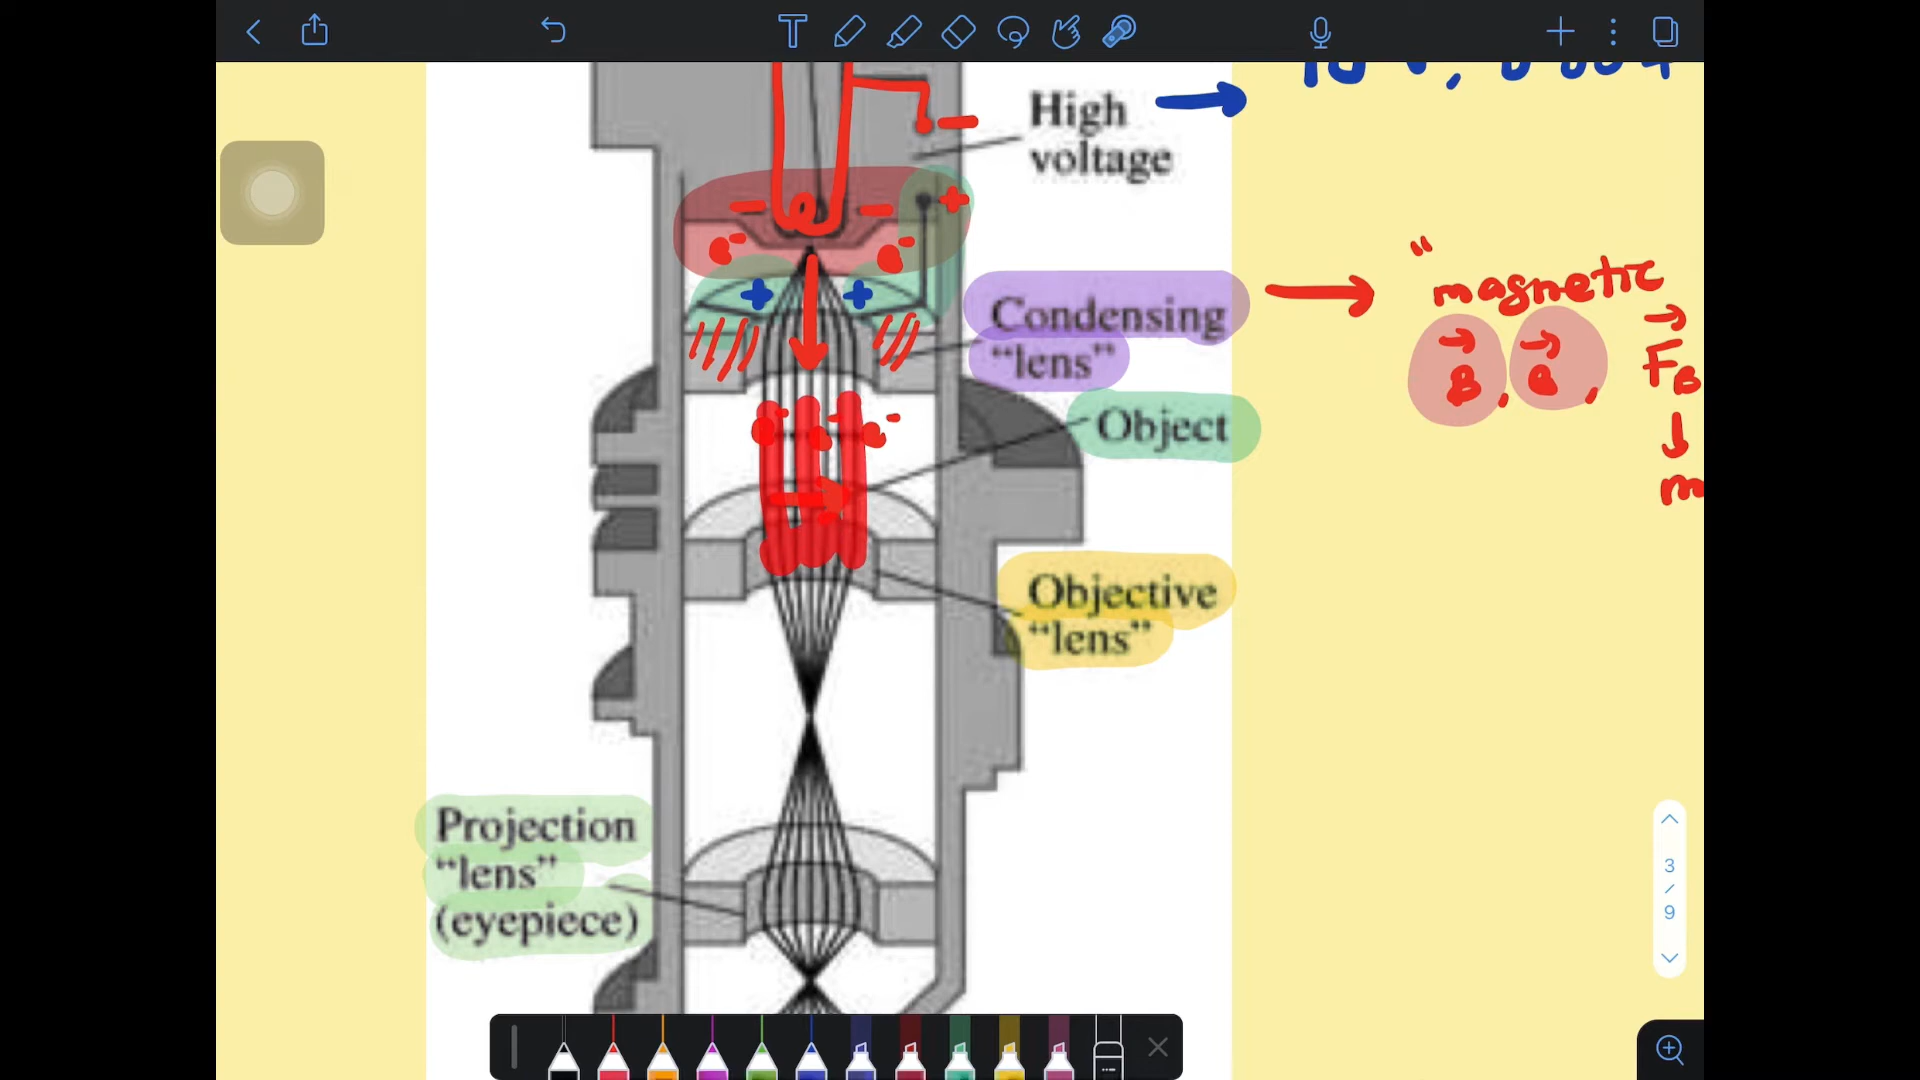 High
voltage
Condensing
“lens”
Object
Objective
“lens”
Projection
“lens”
(eyepiece)
e⁻
e⁻
"magnetic
B⃗,
F⃗B
3
/
9